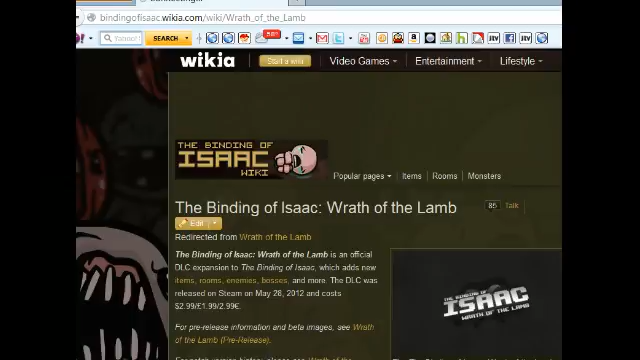 bindingofisaac.wikia.com/wiki/Wrath_of_the_Lamb
SEARCH
58°
wikia
Start a wiki
Video Games
Entertainment
Lifestyle
THE BINDING OF
ISAAC
WIKI
Popular pages
Items
Rooms
Monsters
The Binding of Isaac: Wrath of the Lamb
85 Talk
Edit
Redirected from Wrath of the Lamb
The Binding of Isaac: Wrath of the Lamb is an official
DLC expansion to The Binding of Isaac, which adds new
items, rooms, enemies, bosses, and more. The DLC was
released on Steam on May 28, 2012 and costs
$2.99/£1.99/2.99€.
For pre-release information and beta images, see Wrath
of the Lamb (Pre-Release).
THE BINDING OF
ISAAC
WRATH OF THE LAMB